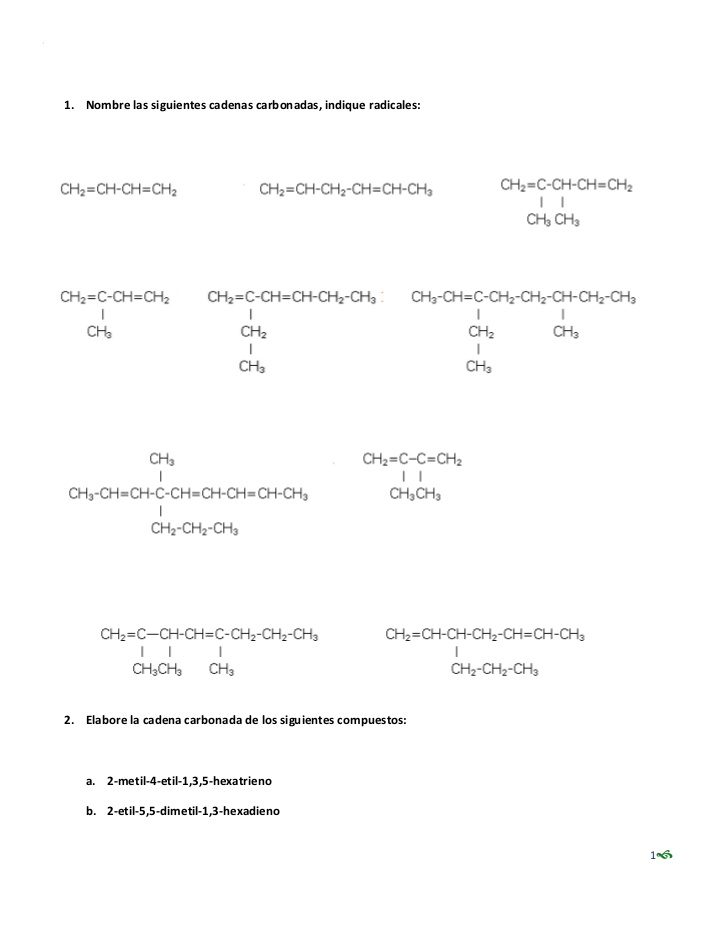 1. Nombre las siguientes cadenas carbonadas, indique radicales:
CH₂=CH-CH=CH₂ CH₂=CH-CH₂-CH=CH-CH₃ CH₂=C-CH-CH=CH₂
| |
CH₃ CH₃
CH₂=C-CH=CH₂ CH₂=C-CH=CH-CH₂-CH₃ CH₃-CH=C-CH₂-CH₂-CH-CH₂-CH₃
| | | |
CH₃ CH₂ CH₂ CH₃
| |
CH₃ CH₃
CH₃ CH₂=C–C=CH₂
| | |
CH₃-CH=CH-C-CH=CH-CH=CH-CH₃ CH₃CH₃
|
CH₂-CH₂-CH₃
CH₂=C—CH-CH=C-CH₂-CH₂-CH₃ CH₂=CH-CH-CH₂-CH=CH-CH₃
| | | |
CH₃CH₃ CH₃ CH₂-CH₂-CH₃
2. Elabore la cadena carbonada de los siguientes compuestos:
a. 2-metil-4-etil-1,3,5-hexatrieno
b. 2-etil-5,5-dimetil-1,3-hexadieno
1